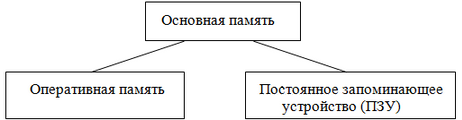 Основная память
Оперативная память
Постоянное запоминающее
устройство (ПЗУ)